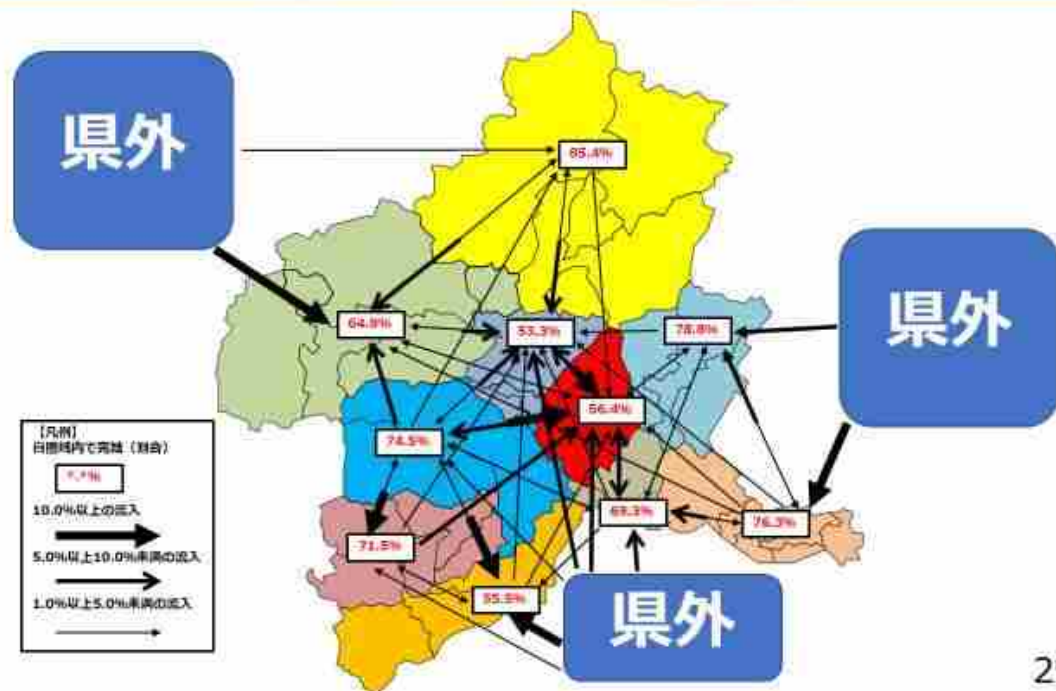 県外
85.4%
県外
64.9%
53.3%
78.8%
56.4%
74.5%
【凡例】
自圏域内で完結（割合）
*.*%
10.0%以上の流入
5.0%以上10.0%未満の流入
1.0%以上5.0%未満の流入
71.5%
76.3%
55.5%
県外
2